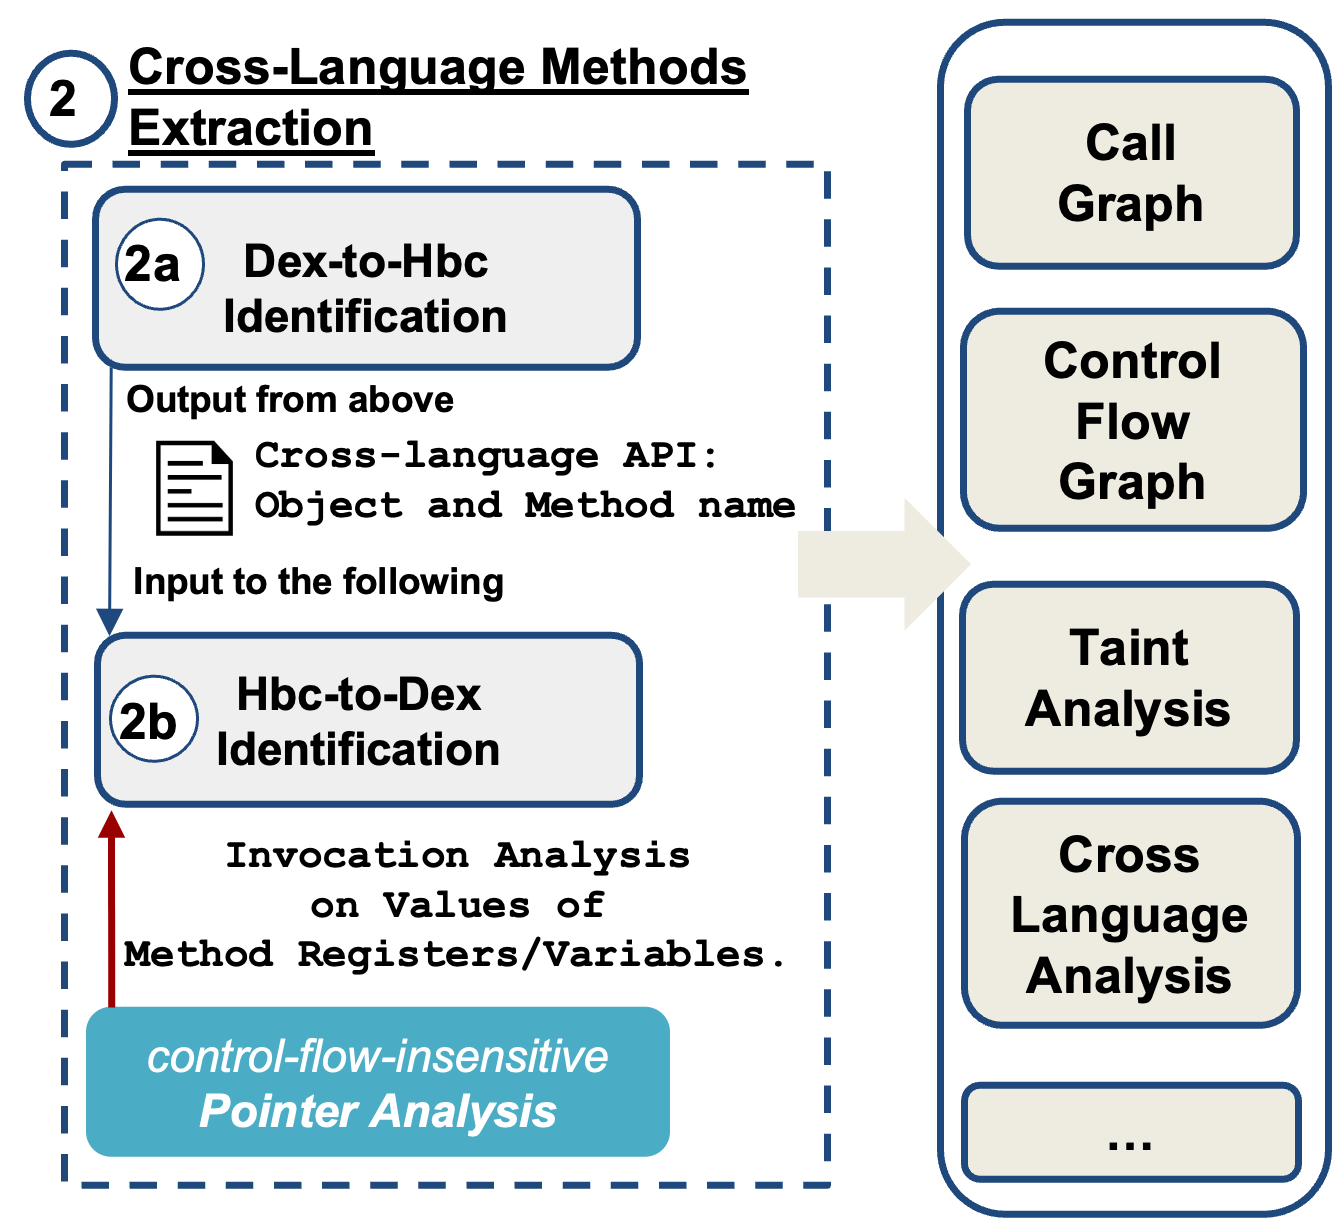 2
Cross-Language Methods
Extraction
2a
Dex-to-Hbc
Identification
Output from above
Cross-language API:
Object and Method name
Input to the following
2b
Hbc-to-Dex
Identification
Invocation Analysis
on Values of
Method Registers/Variables.
control-flow-insensitive
Pointer Analysis
Call
Graph
Control
Flow
Graph
Taint
Analysis
Cross
Language
Analysis
...